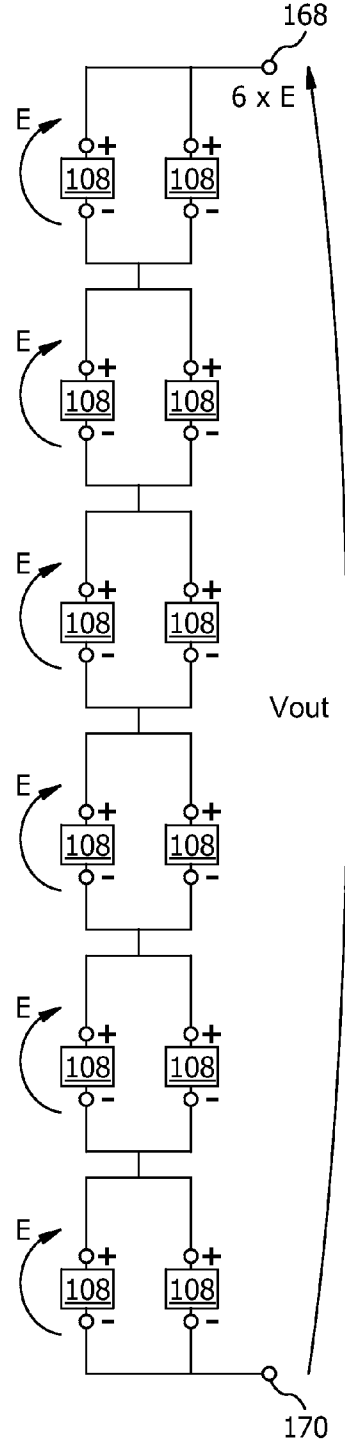 168
6 x E
E
+ +
108 108
- -
E
+ +
108 108
- -
E
+ +
108 108
- -
Vout
E
+ +
108 108
- -
E
+ +
108 108
- -
E
+ +
108 108
- -
170